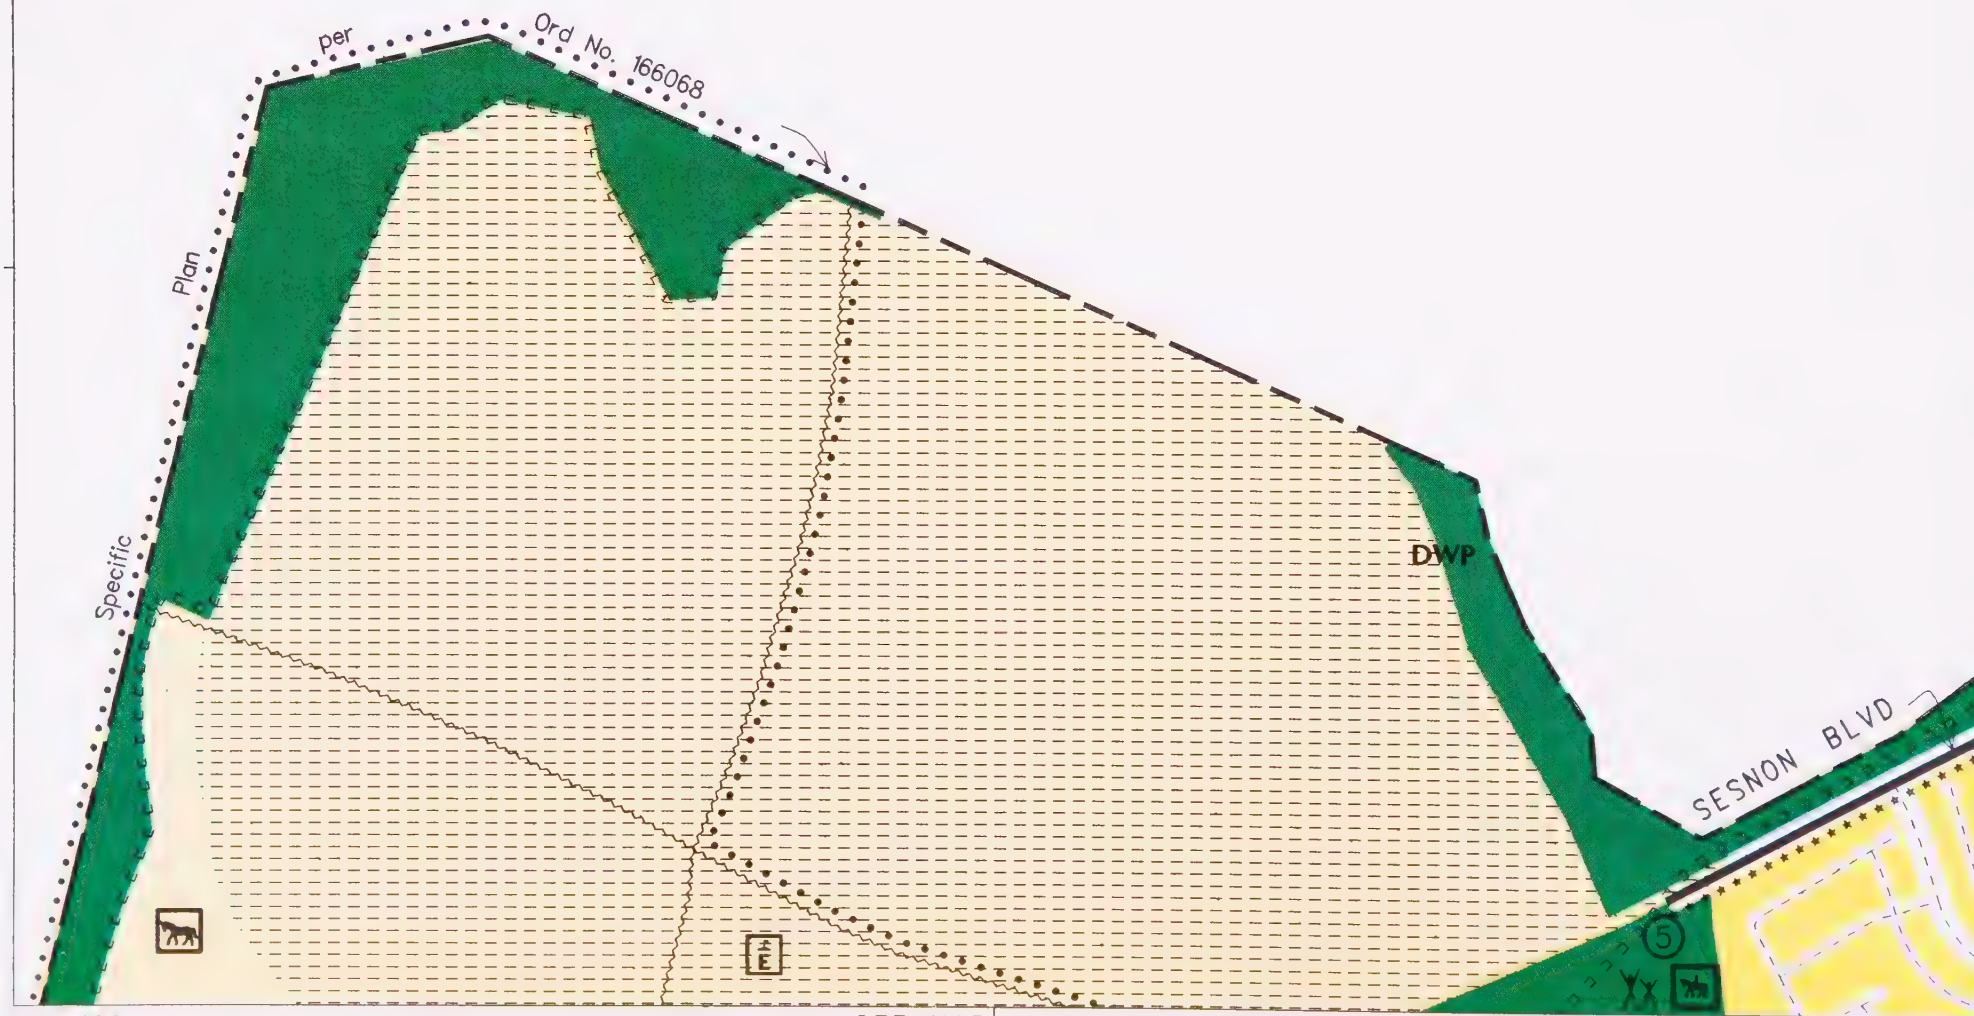 Specific
Plan
per
Ord No. 166068
DWP
SESNON BLVD
E
5